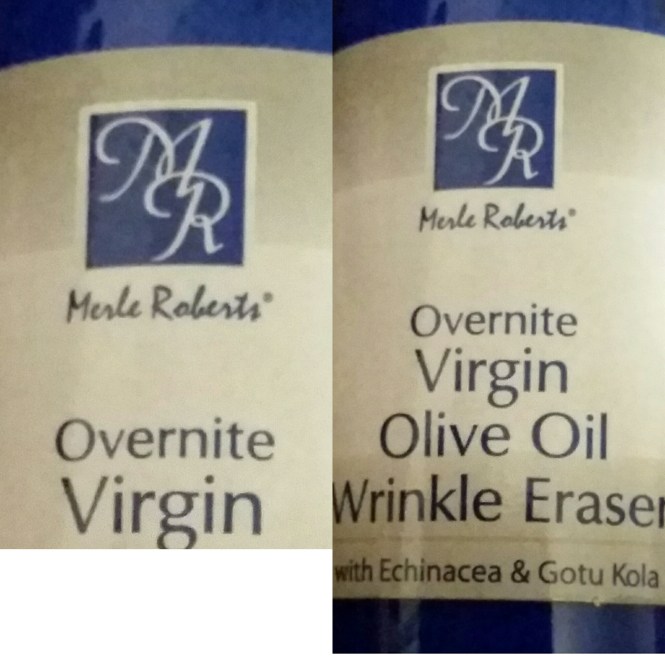 MR
Merle Roberts®
Overnite
Virgin
MR
Merle Roberts®
Overnite
Virgin
Olive Oil
Wrinkle Eraser
with Echinacea & Gotu Kola